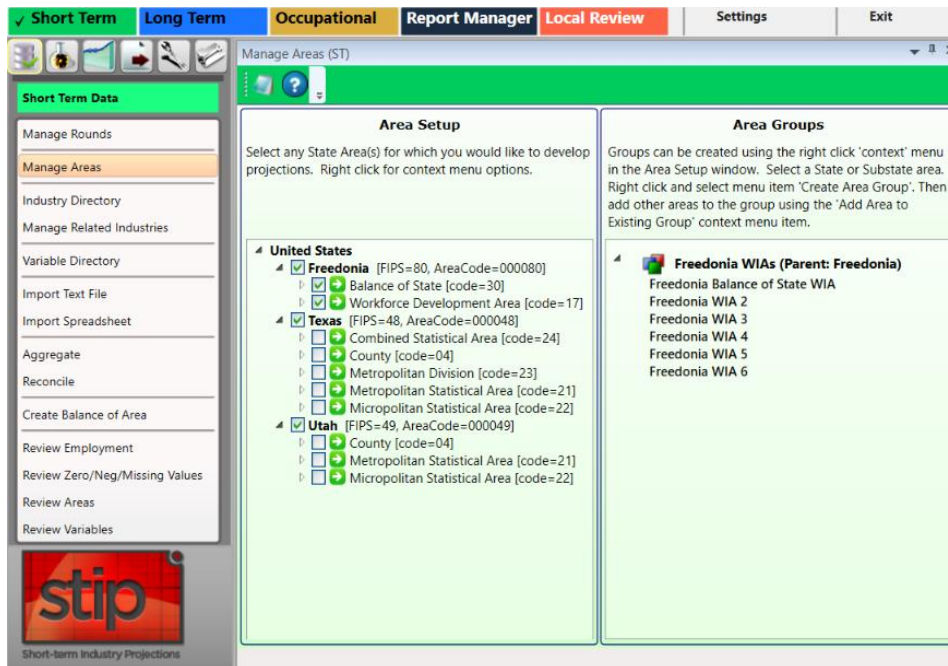 ✓ Short Term Long Term Occupational Report Manager Local Review Settings Exit
Short Term Data
Manage Rounds
Manage Areas
Industry Directory
Manage Related Industries
Variable Directory
Import Text File
Import Spreadsheet
Aggregate
Reconcile
Create Balance of Area
Review Employment
Review Zero/Neg/Missing Values
Review Areas
Review Variables
stip
Short-term Industry Projections
Manage Areas (ST)
Area Setup
Select any State Area(s) for which you would like to develop
projections. Right click for context menu options.
United States
Freedonia [FIPS=80, AreaCode=000080]
Balance of State [code=30]
Workforce Development Area [code=17]
Texas [FIPS=48, AreaCode=000048]
Combined Statistical Area [code=24]
County [code=04]
Metropolitan Division [code=23]
Metropolitan Statistical Area [code=21]
Micropolitan Statistical Area [code=22]
Utah [FIPS=49, AreaCode=000049]
County [code=04]
Metropolitan Statistical Area [code=21]
Micropolitan Statistical Area [code=22]
Area Groups
Groups can be created using the right click 'context' menu
in the Area Setup window. Select a State or Substate area.
Right click and select menu item 'Create Area Group'. Then
add other areas to the group using the 'Add Area to
Existing Group' context menu item.
Freedonia WIAs (Parent: Freedonia)
Freedonia Balance of State WIA
Freedonia WIA 2
Freedonia WIA 3
Freedonia WIA 4
Freedonia WIA 5
Freedonia WIA 6